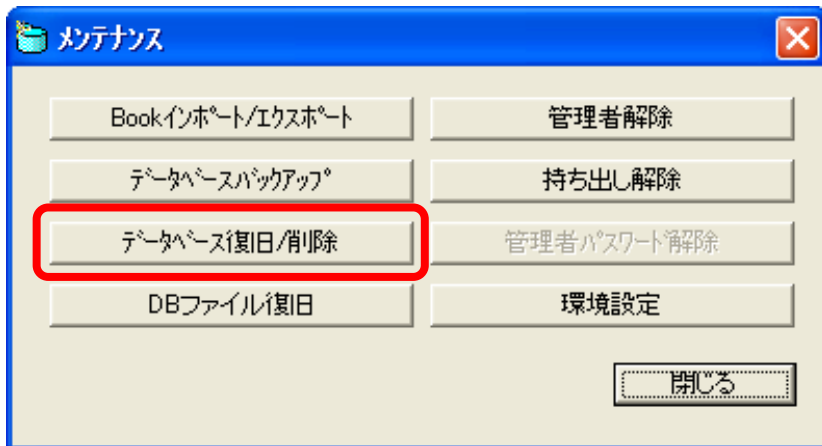 メンテナンス
Bookインポート/エクスポート
管理者解除
データベースバックアップ
持ち出し解除
データベース復旧/削除
管理者パスワード解除
DBファイル復旧
環境設定
閉じる